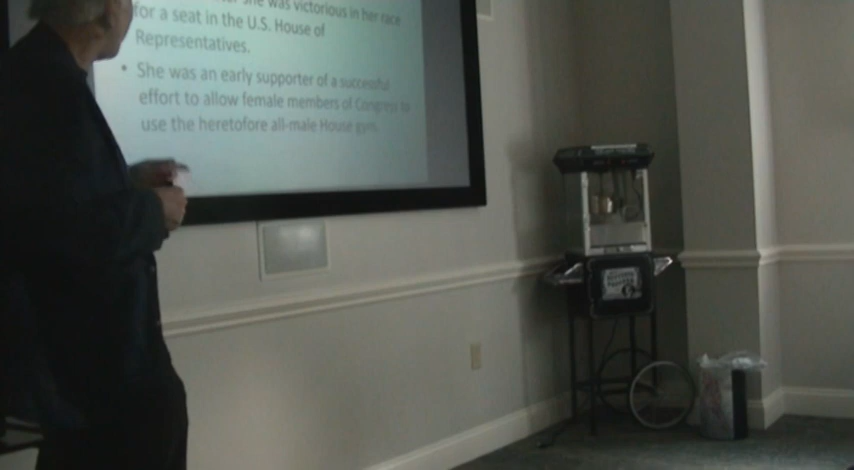 she was victorious in her race
for a seat in the U.S. House of
Representatives.
• She was an early supporter of a successful
effort to allow female members of Congress to
use the heretofore all-male House gym.